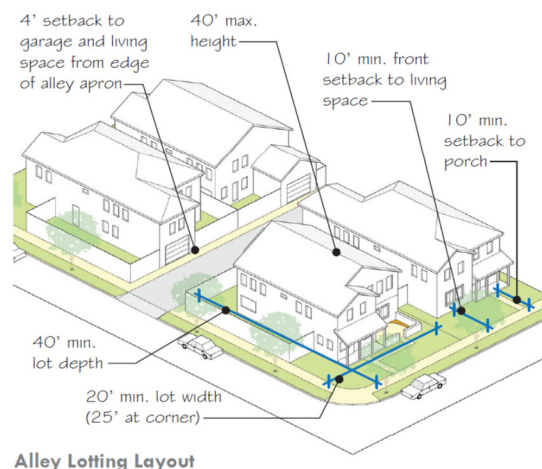 4' setback to
garage and living
space from edge
of alley apron
40' max.
height
10' min. front
setback to living
space
10' min.
setback to
porch
40' min.
lot depth
20' min. lot width
(25' at corner)
Alley Lotting Layout